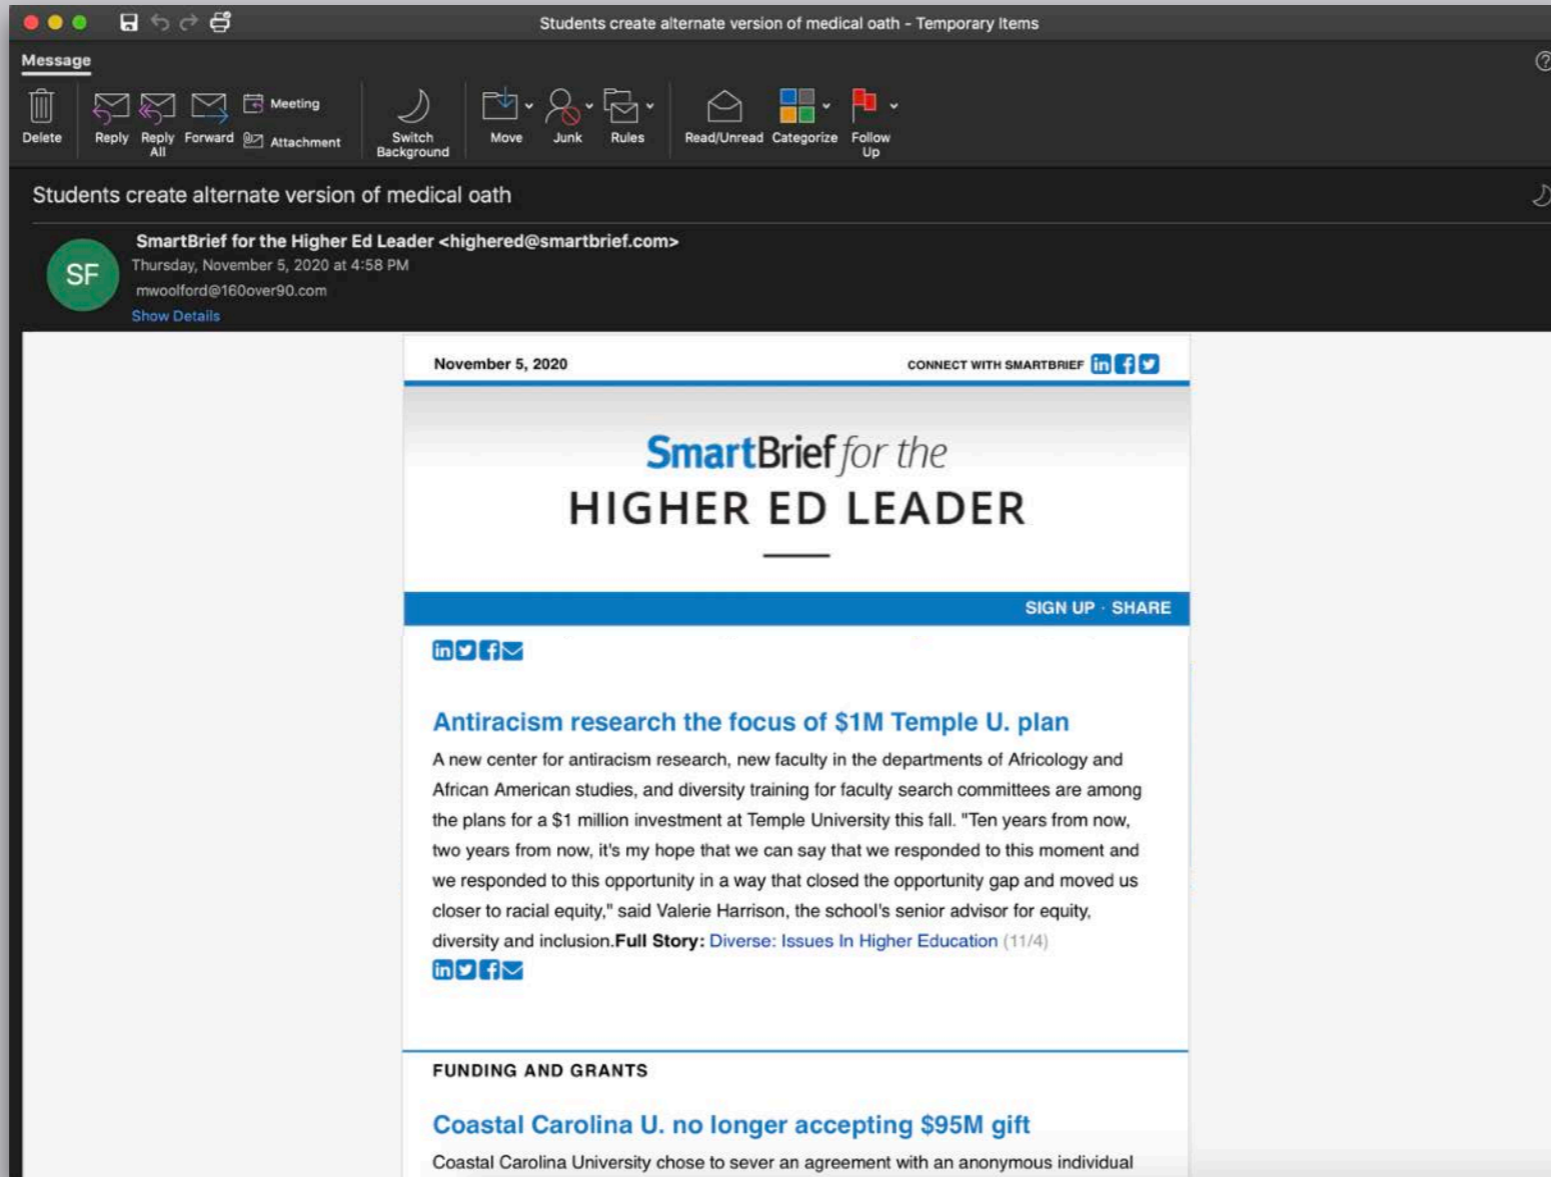 Students create alternate version of medical oath - Temporary Items
Message
Delete
Reply
Reply All
Forward
Meeting
Attachment
Switch Background
Move
Junk
Rules
Read/Unread
Categorize
Follow Up
Students create alternate version of medical oath
SF
SmartBrief for the Higher Ed Leader <highered@smartbrief.com>
Thursday, November 5, 2020 at 4:58 PM
mwoolford@160over90.com
Show Details
November 5, 2020
CONNECT WITH SMARTBRIEF
SmartBrief for the
HIGHER ED LEADER
SIGN UP · SHARE
Antiracism research the focus of $1M Temple U. plan
A new center for antiracism research, new faculty in the departments of Africology and
African American studies, and diversity training for faculty search committees are among
the plans for a $1 million investment at Temple University this fall. "Ten years from now,
two years from now, it's my hope that we can say that we responded to this moment and
we responded to this opportunity in a way that closed the opportunity gap and moved us
closer to racial equity," said Valerie Harrison, the school's senior advisor for equity,
diversity and inclusion.Full Story: Diverse: Issues In Higher Education (11/4)
FUNDING AND GRANTS
Coastal Carolina U. no longer accepting $95M gift
Coastal Carolina University chose to sever an agreement with an anonymous individual